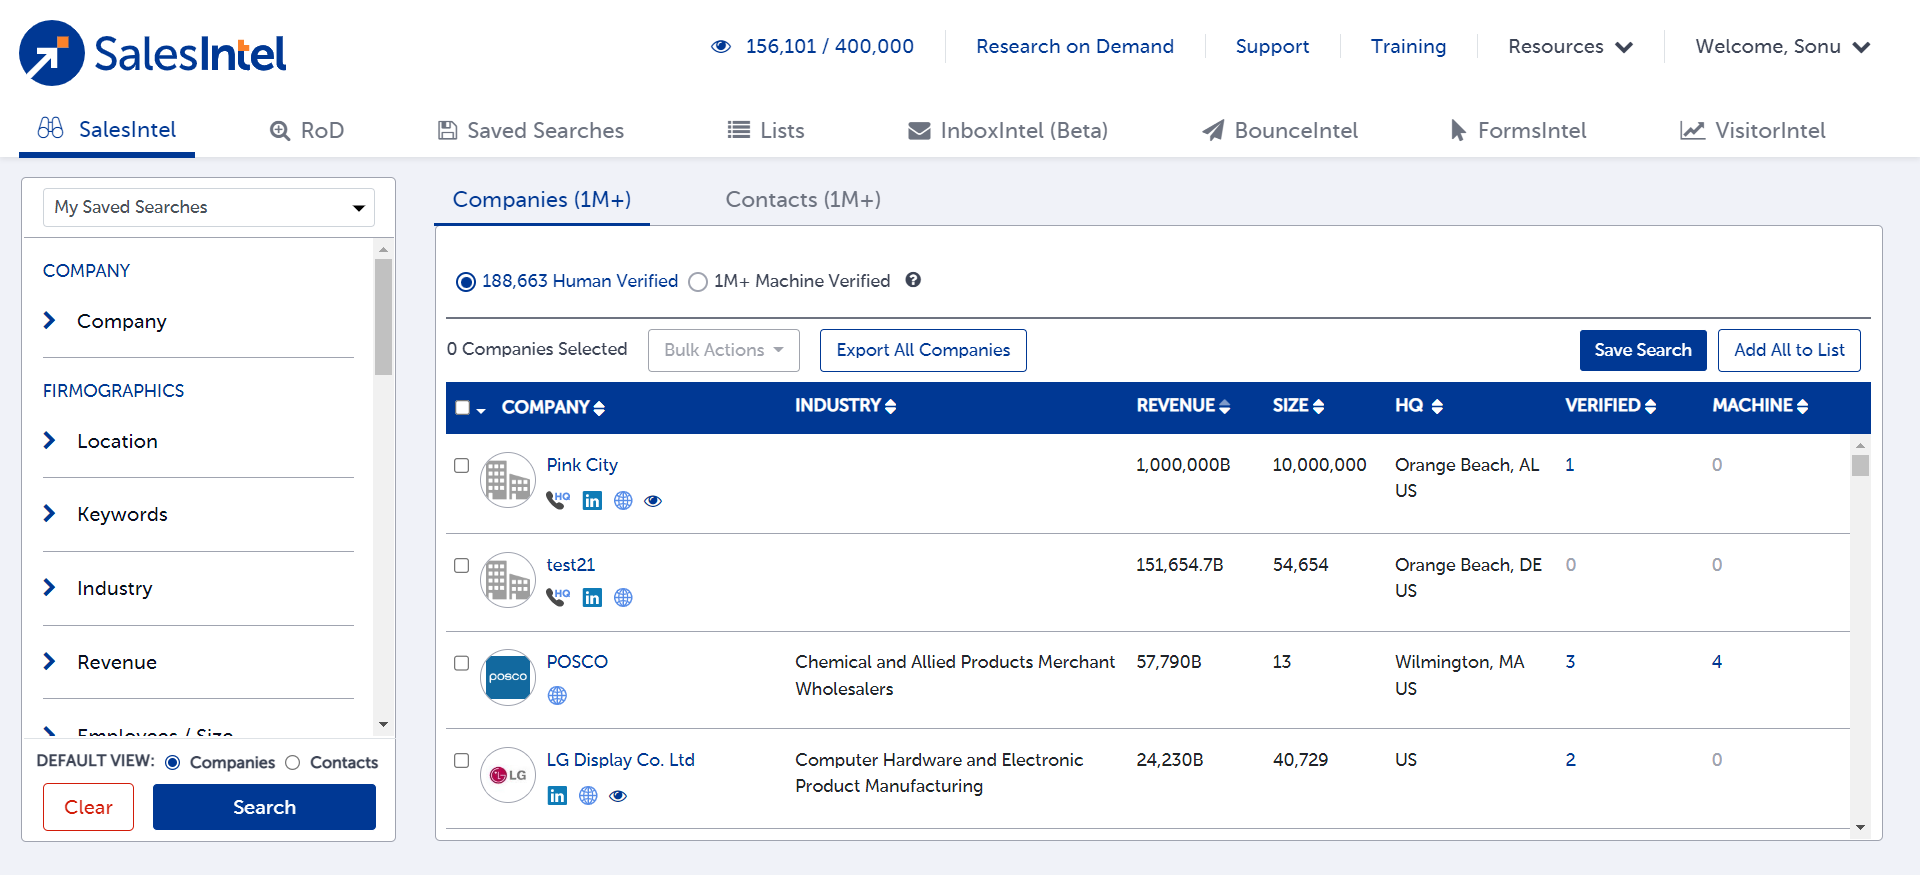 SalesIntel
156,101 / 400,000
Research on Demand
Support
Training
Resources
Welcome, Sonu
SalesIntel
RoD
Saved Searches
Lists
InboxIntel (Beta)
BounceIntel
FormsIntel
VisitorIntel
My Saved Searches
COMPANY
Company
FIRMOGRAPHICS
Location
Keywords
Industry
Revenue
Employees / Size
DEFAULT VIEW: Companies Contacts
Clear
Search
Companies (1M+)
Contacts (1M+)
188,663 Human Verified
1M+ Machine Verified ?
0 Companies Selected
Bulk Actions
Export All Companies
Save Search
Add All to List
COMPANY INDUSTRY REVENUE SIZE HQ VERIFIED MACHINE
Pink City 1,000,000B 10,000,000 Orange Beach, AL 1 0
US
HQ in
test21 151,654.7B 54,654 Orange Beach, DE 0 0
US
HQ in
POSCO Chemical and Allied Products Merchant 57,790B 13 Wilmington, MA 3 4
posco
Wholesalers US
LG Display Co. Ltd Computer Hardware and Electronic 24,230B 40,729 US 2 0
LG
Product Manufacturing
in